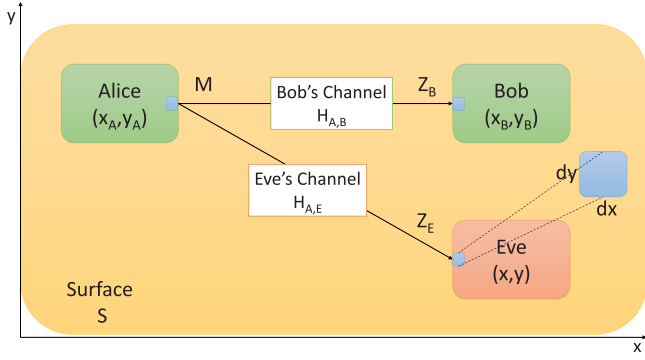 y
Alice
(x_A,y_A)
M
Bob's Channel
H_A,B
Z_B
Bob
(x_B,y_B)
Eve's Channel
H_A,E
Z_E
dy
dx
Eve
(x,y)
Surface
S
x